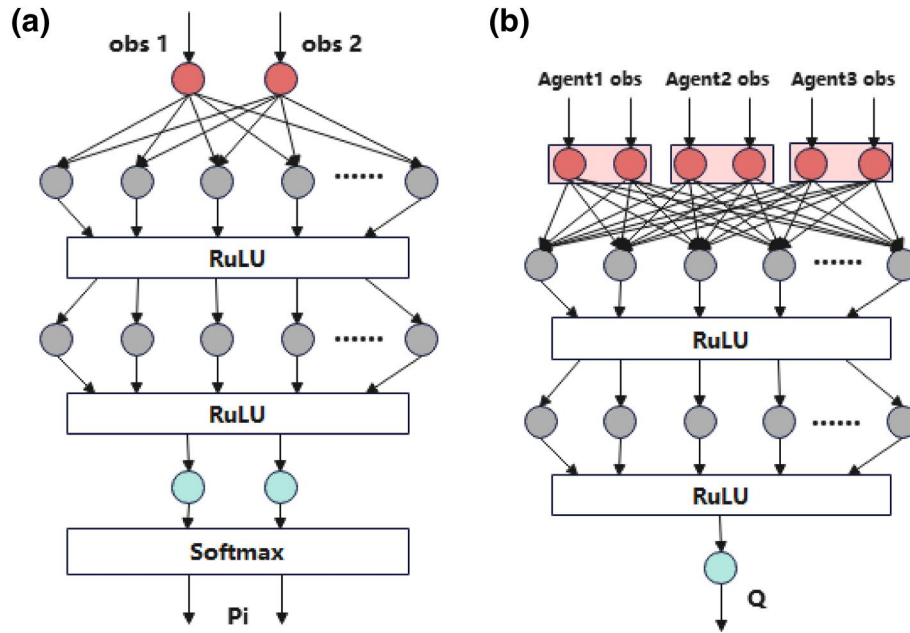 (a)
obs 1
obs 2
RuLU
RuLU
Softmax
Pi
(b)
Agent1 obs
Agent2 obs
Agent3 obs
RuLU
RuLU
Q